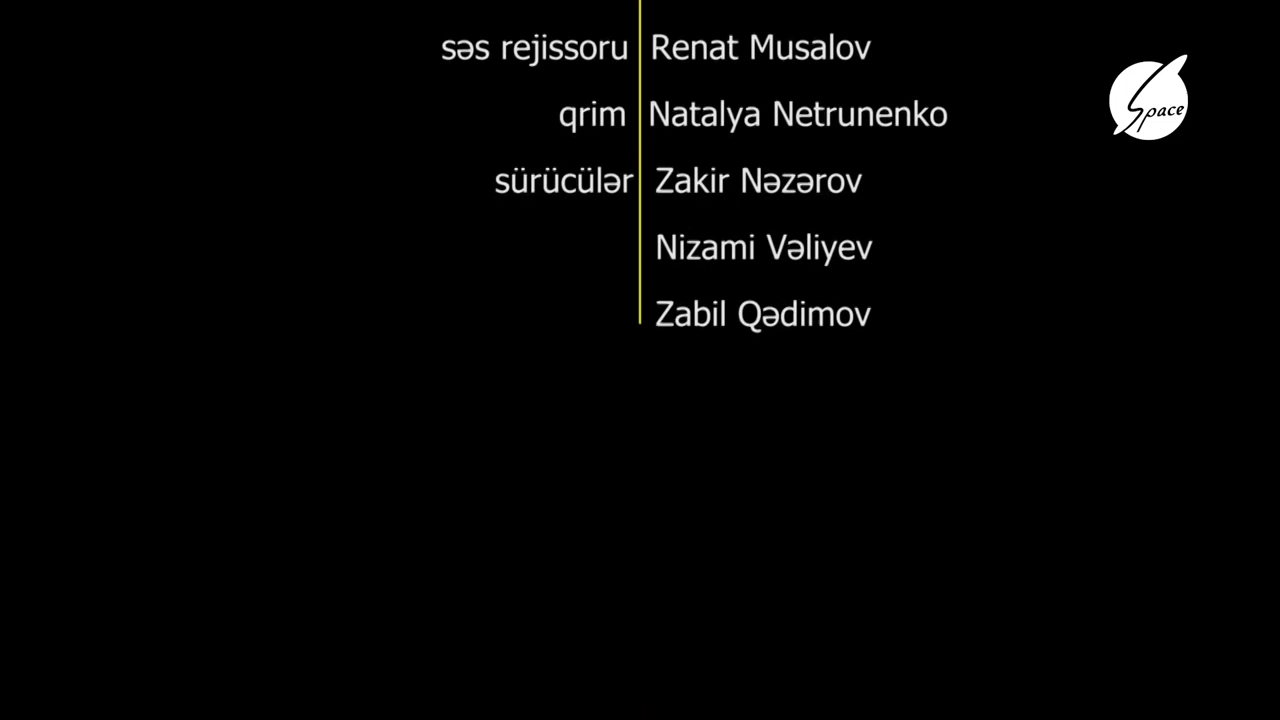 səs rejissoru Renat Musalov
qrim Natalya Netrunenko
sürücülər Zakir Nəzərov
Nizami Vəliyev
Zabil Qədimov
Space